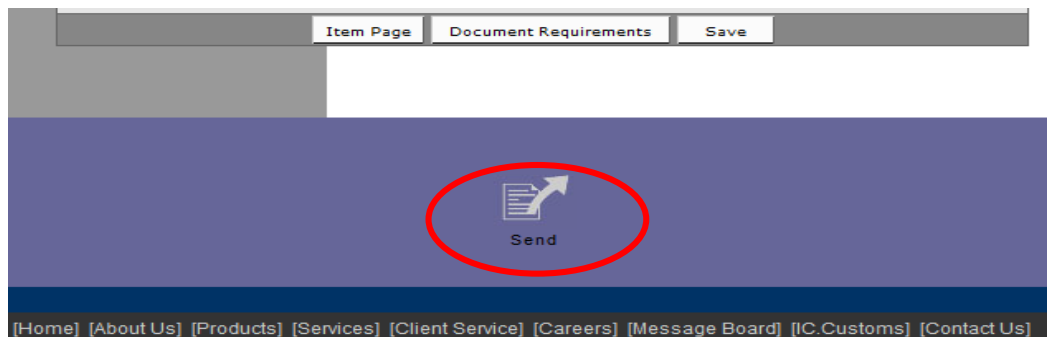 Item Page Document Requirements Save
Send
[Home] [About Us] [Products] [Services] [Client Service] [Careers] [Message Board] [IC.Customs] [Contact Us]